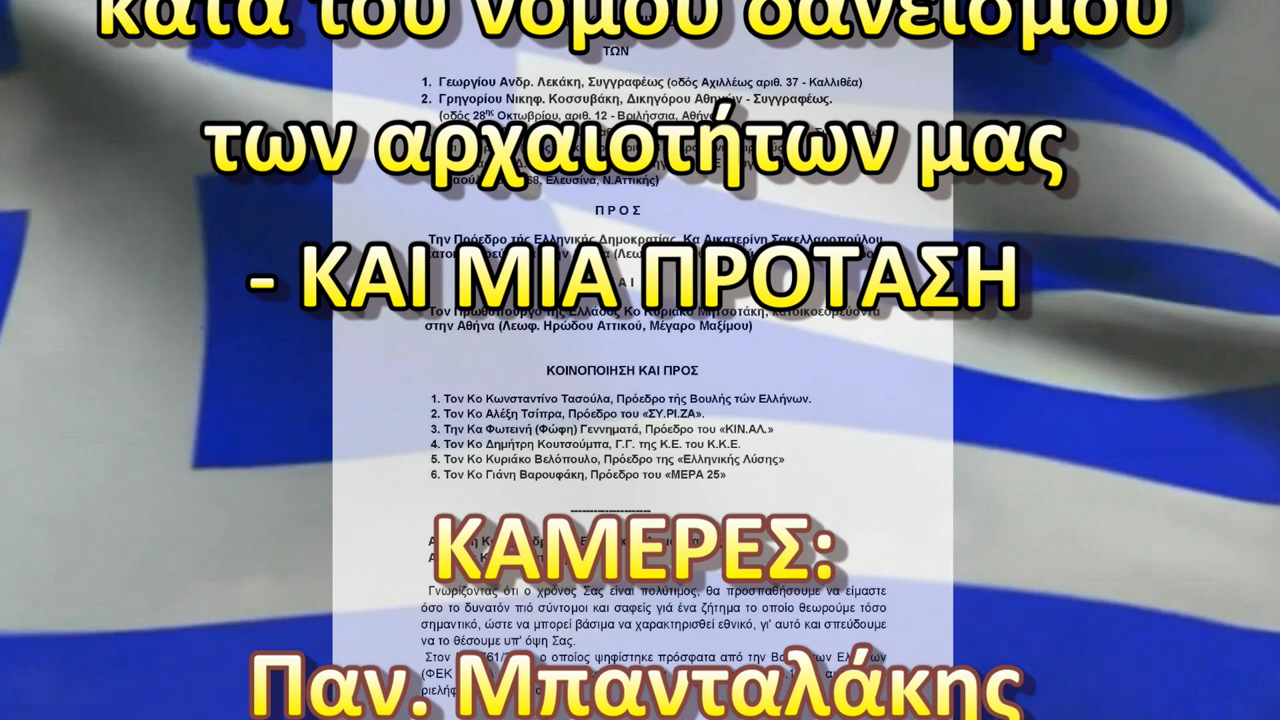 κατά του νόμου δανεισμού
ΤΩΝ
1. Γεωργίου Ανδρ. Λεκάκη, Συγγραφέως (οδός Αχιλλέως αριθ. 37 - Καλλιθέα)
2. Γρηγορίου Νικηφ. Κοσσυβάκη, Δικηγόρου Αθηνών - Συγγραφέως.
(οδός 28ης Οκτωβρίου, αριθ. 12 - Βριλήσσια, Αθήνα
των αρχαιοτήτων μας
68, Ελευσίνα, Ν.Αττικής)
Π Ρ Ο Σ
Την Πρόεδρο τής Ελληνικής Δημοκρατίας, Κα Αικατερίνη Σακελλαροπούλου
- ΚΑΙ ΜΙΑ ΠΡΟΤΑΣΗ
Τον Πρωθυπουργό της Ελλάδος Κο Κυριάκο Μητσοτάκη, κατοικοεδρεύοντα
στην Αθήνα (Λεωφ. Ηρώδου Αττικού, Μέγαρο Μαξίμου)
ΚΟΙΝΟΠΟΙΗΣΗ ΚΑΙ ΠΡΟΣ
1. Τον Κο Κωνσταντίνο Τασούλα, Πρόεδρο τής Βουλής τών Ελλήνων.
2. Τον Κο Αλέξη Τσίπρα, Πρόεδρο του «ΣΥ.ΡΙ.ΖΑ».
3. Την Κα Φωτεινή (Φώφη) Γεννηματά, Πρόεδρο του «ΚΙΝ.ΑΛ.»
4. Τον Κο Δημήτρη Κουτσούμπα, Γ.Γ. της Κ.Ε. του Κ.Κ.Ε.
5. Τον Κο Κυριάκο Βελόπουλο, Πρόεδρο της «Ελληνικής Λύσης»
6. Τον Κο Γιάνη Βαρουφάκη, Πρόεδρο του «ΜΕΡΑ 25»
--------------------
ΚΑΜΕΡΕΣ:
Γνωρίζοντας ότι ο χρόνος Σας είναι πολύτιμος, θα προσπαθήσουμε να είμαστε
όσο το δυνατόν πιό σύντομοι και σαφείς γιά ένα ζήτημα το οποίο θεωρούμε τόσο
σημαντικό, ώστε να μπορεί βάσιμα να χαρακτηρισθεί εθνικό, γι' αυτό και σπεύδουμε
να το θέσουμε υπ' όψη Σας.
Στον ο οποίος ψηφίστηκε πρόσφατα από την
(ΦΕΚ
Παν. Μπανταλάκης